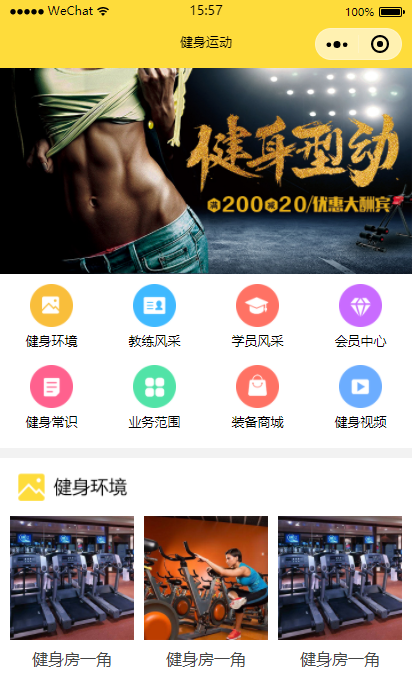 ●●●●● WeChat 15:57 100%
健身运动
健身型动
满200减20/优惠大酬宾
健身环境 教练风采 学员风采 会员中心
健身常识 业务范围 装备商城 健身视频
健身环境
健身房一角 健身房一角 健身房一角